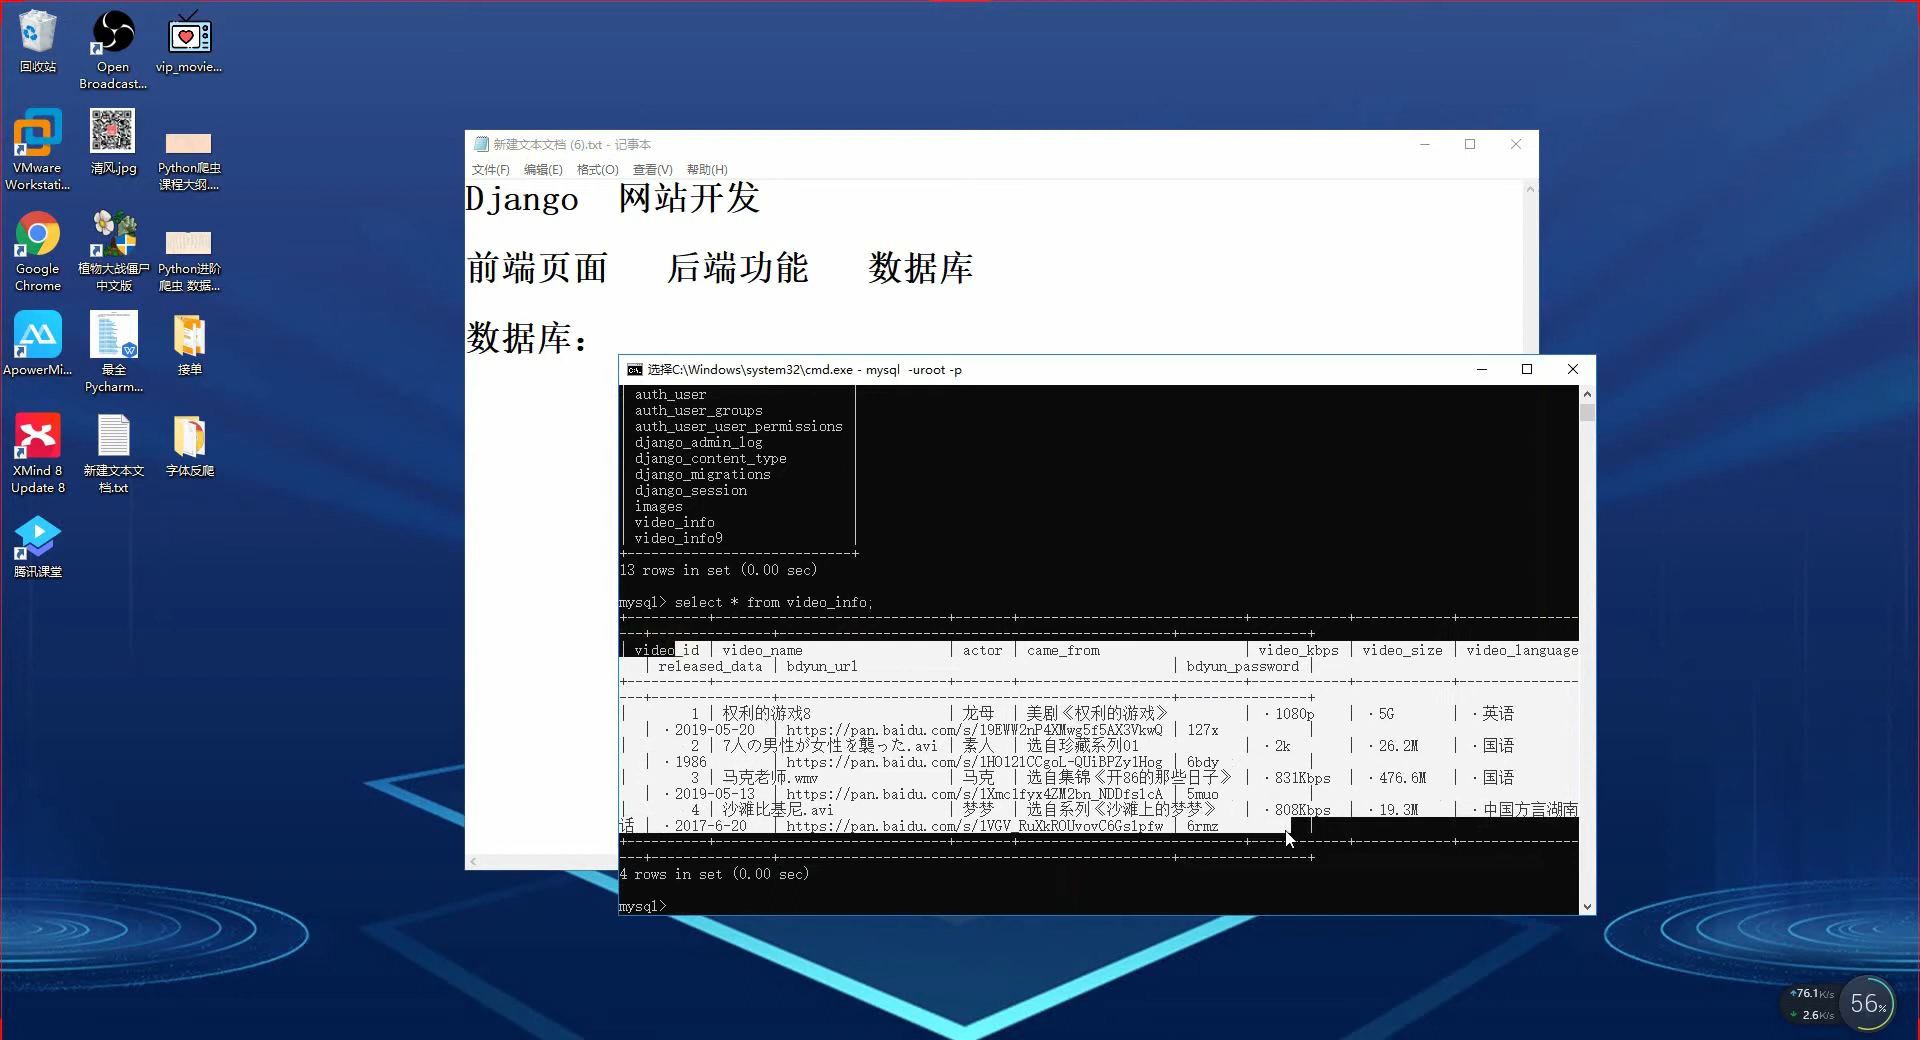 回收站
Open
Broadcast...
vip_movie...
VMware
Workstati...
清风.jpg
Python爬虫
课程大纲....
Google
Chrome
植物大战僵尸
中文版
Python进阶
爬虫 数据...
ApowerMi...
最全
Pycharm...
接单
XMind 8
Update 8
新建文本文
档.txt
字体反爬
腾讯课堂
新建文本文档 (6).txt - 记事本
文件(F) 编辑(E) 格式(O) 查看(V) 帮助(H)
Django 网站开发
前端页面 后端功能 数据库
数据库：
选择C:\Windows\system32\cmd.exe - mysql -uroot -p
auth_user
auth_user_groups
auth_user_user_permissions
django_admin_log
django_content_type
django_migrations
django_session
images
video_info
video_info9
13 rows in set (0.00 sec)
mysql> select * from video_info;
| video_id | video_name | actor | came_from | video_kbps | video_size | video_language
| released_data | bdyun_url | bdyun_password |
| 1 | 权利的游戏8 | 龙母 | 美剧《权利的游戏》 | ·1080p | ·5G | ·英语
| ·2019-05-20 | https://pan.baidu.com/s/19EWW2nP4XMwg5f5AX3VkwQ | 127x |
| 2 | 7人の男性が女性を襲った.avi | 素人 | 选自珍藏系列01 | ·2k | ·26.2M | ·国语
| ·1986 | https://pan.baidu.com/s/1HO121CCgoL-QUiBPZy1Hog | 6bdy |
| 3 | 马克老师.wmv | 马克 | 选自集锦《开86的那些日子》 | ·831Kbps | ·476.6M | ·国语
| ·2019-05-13 | https://pan.baidu.com/s/1Xmc1fyx4ZM2bn_NDDfslcA | 5muo |
| 4 | 沙滩比基尼.avi | 梦梦 | 选自系列《沙滩上的梦梦》 | ·808Kbps | ·19.3M | ·中国方言湖南
话 | ·2017-6-20 | https://pan.baidu.com/s/1VGV_RuXkROUvovC6Gslpfw | 6rmz |
4 rows in set (0.00 sec)
mysql>
76.1K/s
2.6K/s
56%